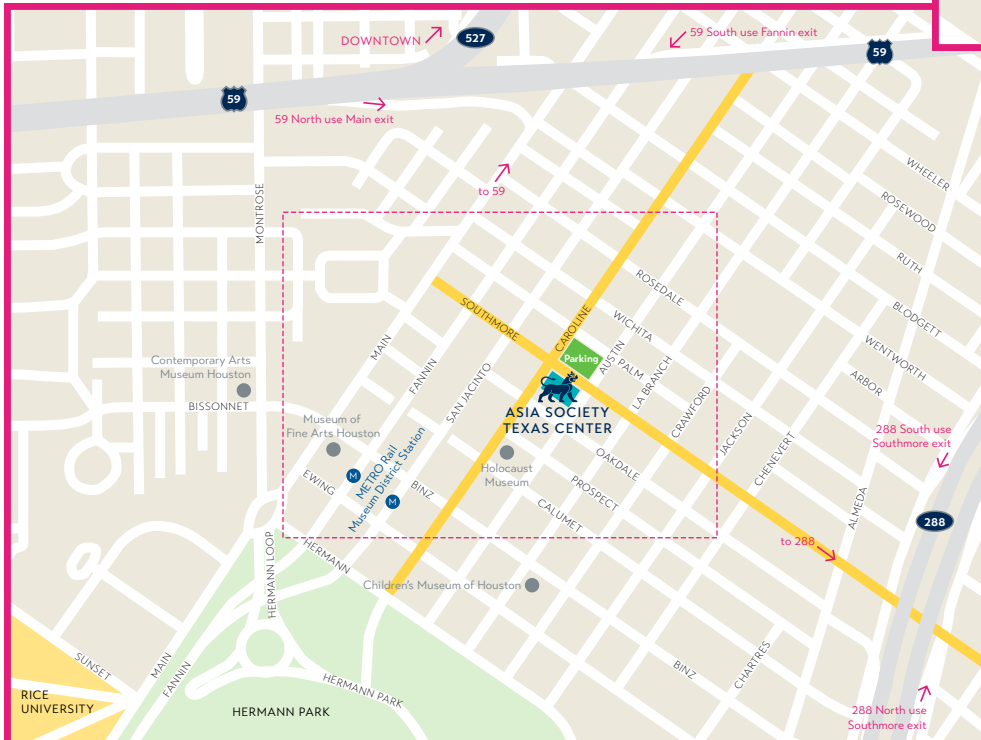 DOWNTOWN
527
59 South use Fannin exit
59
59
59 North use Main exit
to 59
MONTROSE
WHEELER
ROSEWOOD
RUTH
BLODGETT
WENTWORTH
ARBOR
ROSEDALE
WICHITA
SOUTHMORE
CAROLINE
Parking
AUSTIN
PALM
LA BRANCH
CRAWFORD
JACKSON
CHENEVERT
ALMEDA
MAIN
FANNIN
SAN JACINTO
Contemporary Arts
Museum Houston
BISSONNET
ASIA SOCIETY
TEXAS CENTER
Museum of
Fine Arts Houston
288 South use
Southmore exit
M
METRO Rail
Museum District Station
M
EWING
BINZ
Holocaust
Museum
OAKDALE
PROSPECT
CALUMET
288
to 288
HERMANN
HERMANN LOOP
Children's Museum of Houston
SUNSET
MAIN
FANNIN
HERMANN PARK
BINZ
CHARTRES
RICE
UNIVERSITY
HERMANN PARK
288 North use
Southmore exit